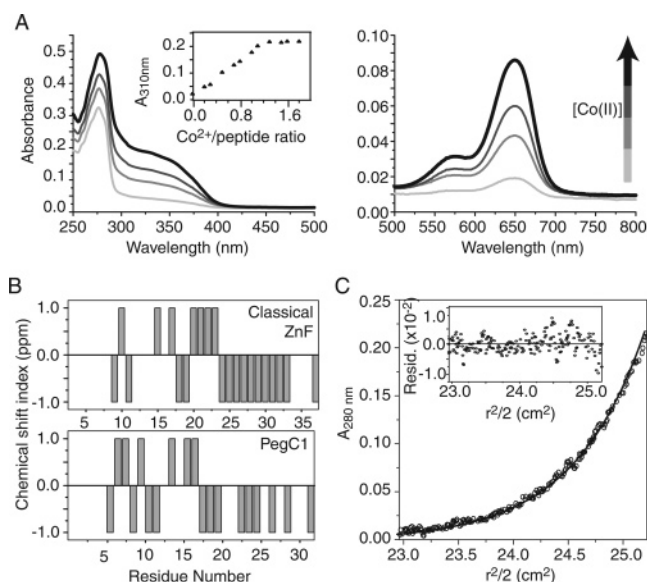 A
Absorbance
0.5
0.4
0.3
0.2
0.1
0.0
250 300 350 400 450 500
Wavelength (nm)
A310nm
0.2
0.1
0.0
0 0.4 0.8 1.2 1.6
Co2+/peptide ratio
0.10
0.08
0.06
0.04
0.02
0.00
500 550 600 650 700 750 800
Wavelength (nm)
[Co(II)]
B
Chemical shift index (ppm)
1.0
0.0
-1.0
Classical
ZnF
5 10 15 20 25 30 35
1.0
0.0
-1.0
PegC1
5 10 15 20 25 30
Residue Number
C
A280 nm
0.25
0.20
0.15
0.10
0.05
0.00
23.0 23.5 24.0 24.5 25.0
r2/2 (cm2)
Resid. (x10-2)
1.0
0.0
-1.0
23.0 24.0 25.0
r2/2 (cm2)